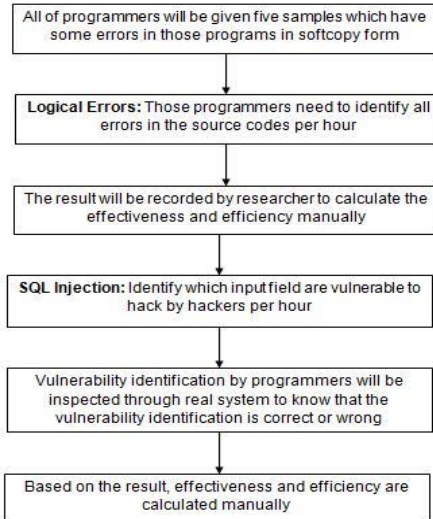 All of programmers will be given five samples which have
some errors in those programs in softcopy form
Logical Errors: Those programmers need to identify all
errors in the source codes per hour
The result will be recorded by researcher to calculate the
effectiveness and efficiency manually
SQL Injection: Identify which input field are vulnerable to
hack by hackers per hour
Vulnerability identification by programmers will be
inspected through real system to know that the
vulnerability identification is correct or wrong
Based on the result, effectiveness and efficiency are
calculated manually